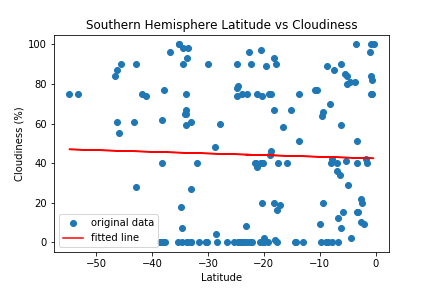 Southern Hemisphere Latitude vs Cloudiness
100
80
60
40
20
0
Cloudiness (%)
original data
fitted line
−50
−40
−30
−20
−10
0
Latitude